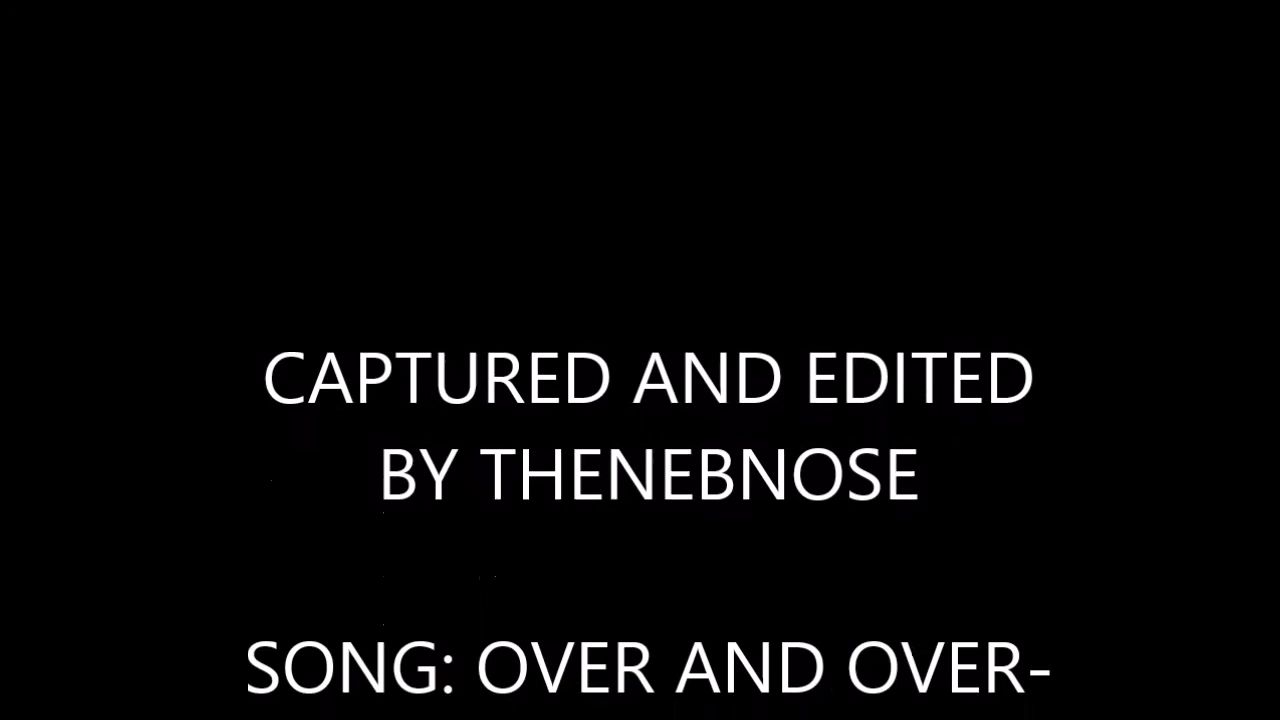 CAPTURED AND EDITED
BY THENEBNOSE
SONG: OVER AND OVER-